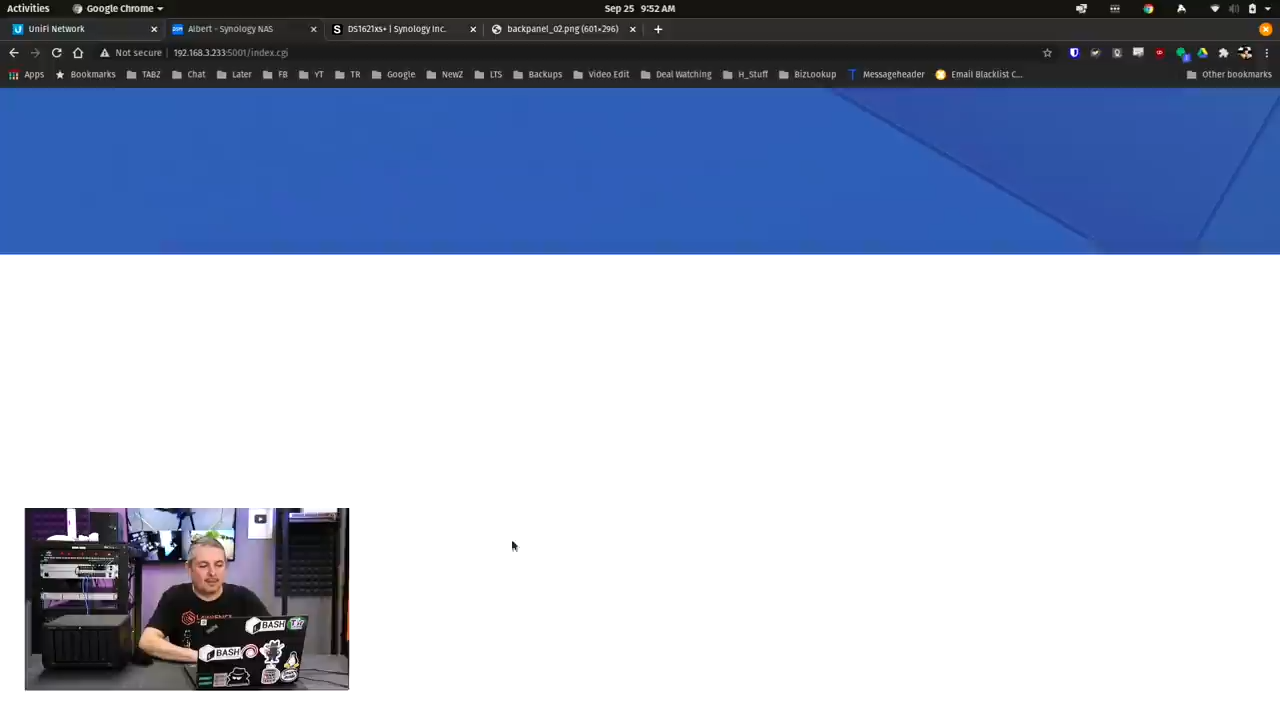 Activities
Google Chrome
Sep 25 9:52 AM
UniFi Network
Albert - Synology NAS
DS1621xs+ | Synology Inc.
backpanel_02.png (601×296)
Not secure
192.168.3.233:5001/index.cgi
Apps
Bookmarks
TABZ
Chat
Later
FB
YT
TR
Google
NewZ
LTS
Backups
Video Edit
Deal Watching
H_Stuff
BizLookup
Messageheader
Email Blacklist C...
Other bookmarks
LAWRENCE
BASH
BASH